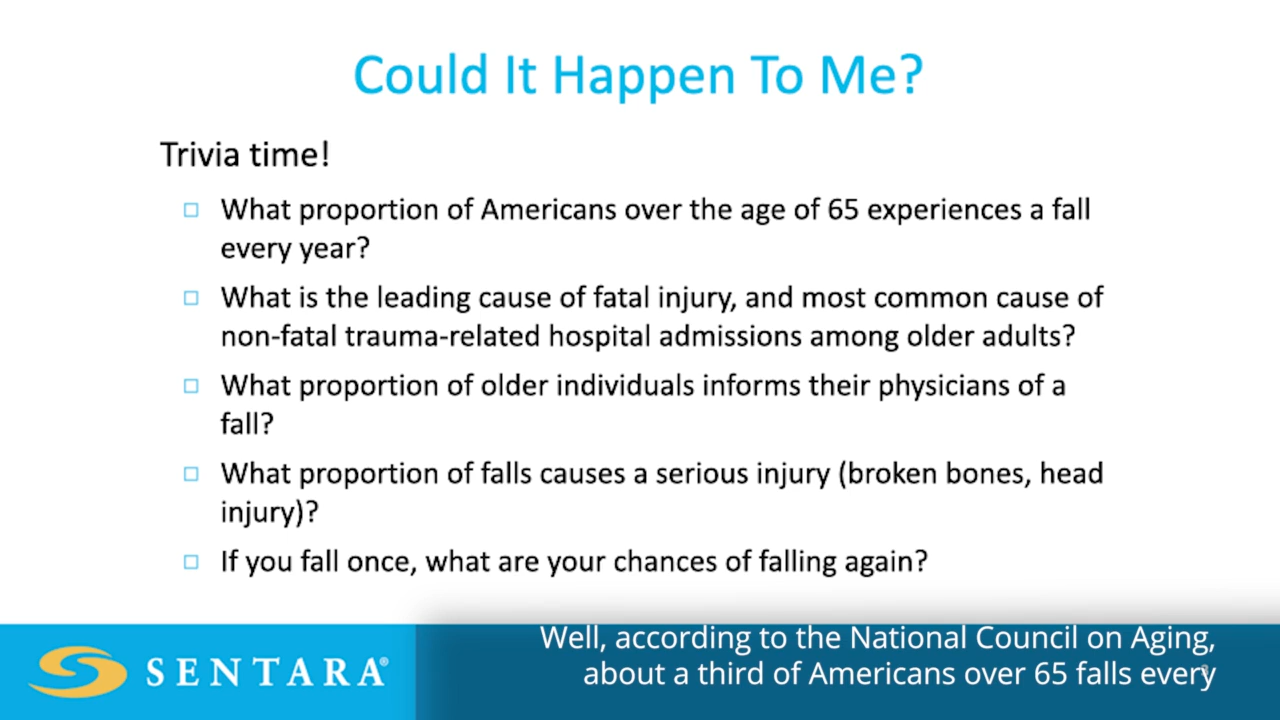 Could It Happen To Me?
Trivia time!
What proportion of Americans over the age of 65 experiences a fall
every year?
What is the leading cause of fatal injury, and most common cause of
non-fatal trauma-related hospital admissions among older adults?
What proportion of older individuals informs their physicians of a
fall?
What proportion of falls causes a serious injury (broken bones, head
injury)?
If you fall once, what are your chances of falling again?
SENTARA®
Well, according to the National Council on Aging,
about a third of Americans over 65 falls every